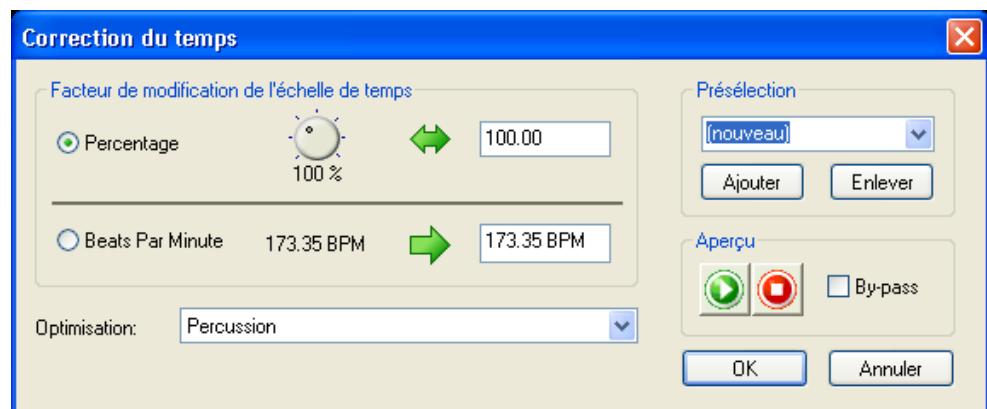 Correction du temps
Facteur de modification de l'échelle de temps
Percentage
100 %
100.00
Beats Par Minute
173.35 BPM
173.35 BPM
Optimisation:
Percussion
Présélection
(nouveau)
Ajouter
Enlever
Aperçu
By-pass
OK
Annuler